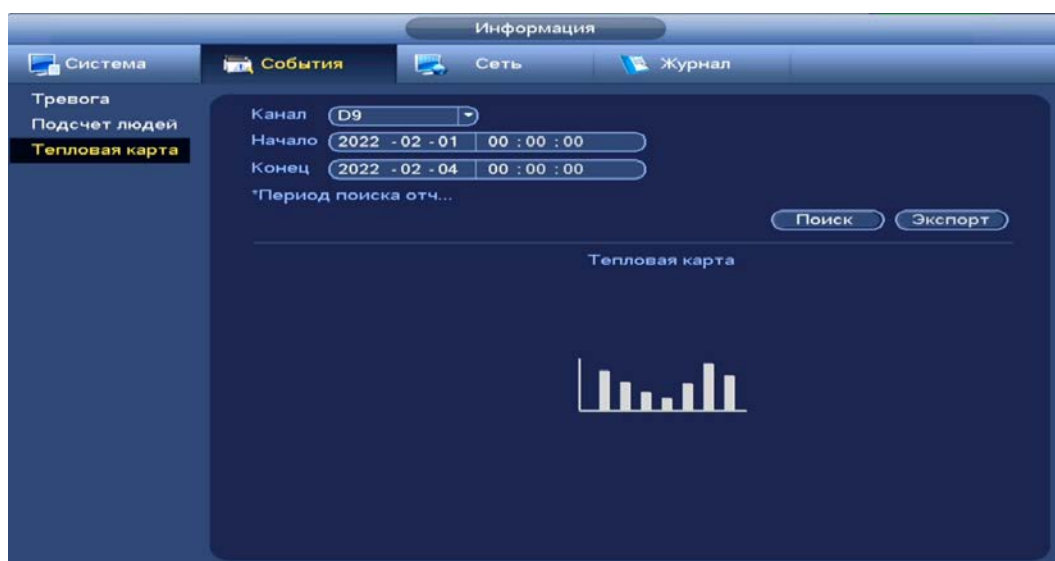 Информация
Система События Сеть Журнал
Тревога
Подсчет людей
Тепловая карта
Канал D9
Начало 2022 - 02 - 01 00 : 00 : 00
Конец 2022 - 02 - 04 00 : 00 : 00
*Период поиска отч...
Поиск Экспорт
Тепловая карта